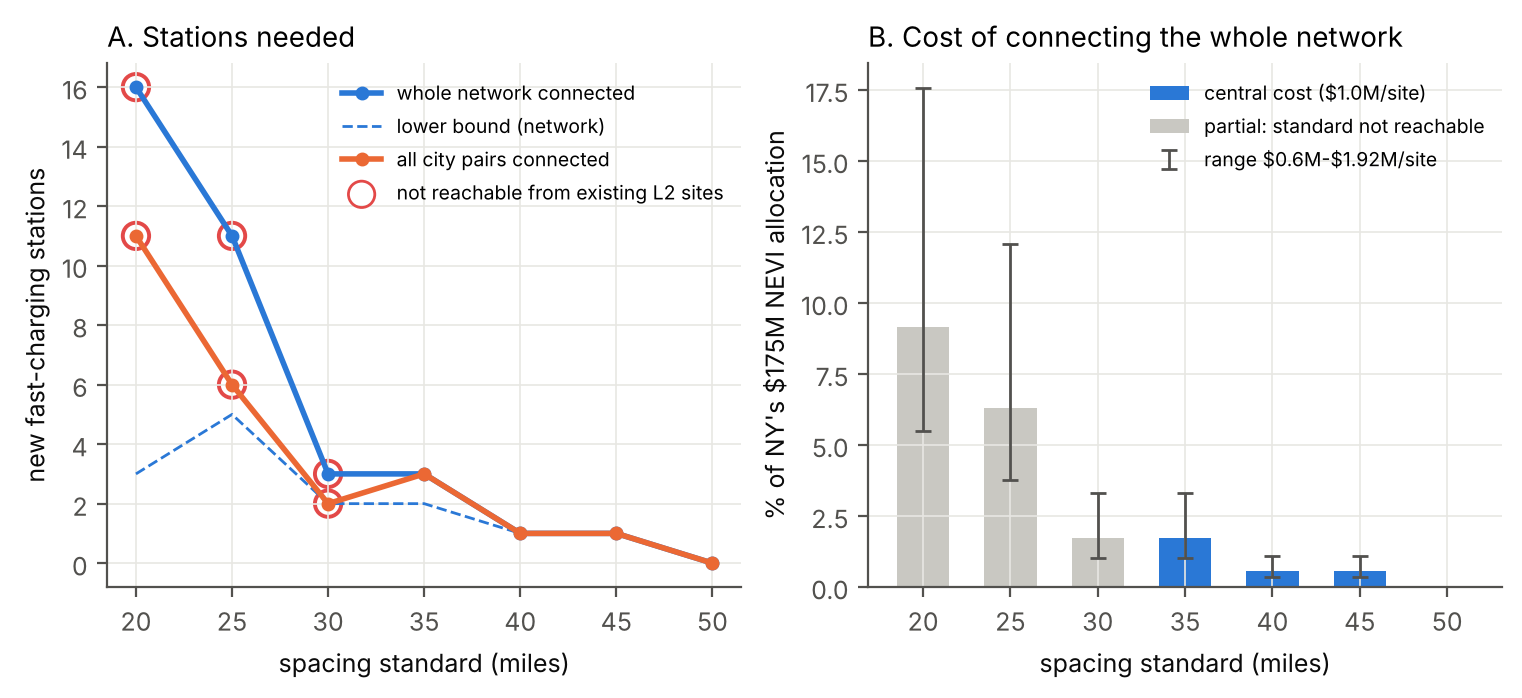 A. Stations needed
16
14
12
10
8
6
4
2
0
new fast-charging stations
whole network connected
lower bound (network)
all city pairs connected
not reachable from existing L2 sites
20 25 30 35 40 45 50
spacing standard (miles)
B. Cost of connecting the whole network
17.5
15.0
12.5
10.0
7.5
5.0
2.5
0.0
% of NY's $175M NEVI allocation
central cost ($1.0M/site)
partial: standard not reachable
range $0.6M-$1.92M/site
20 25 30 35 40 45 50
spacing standard (miles)